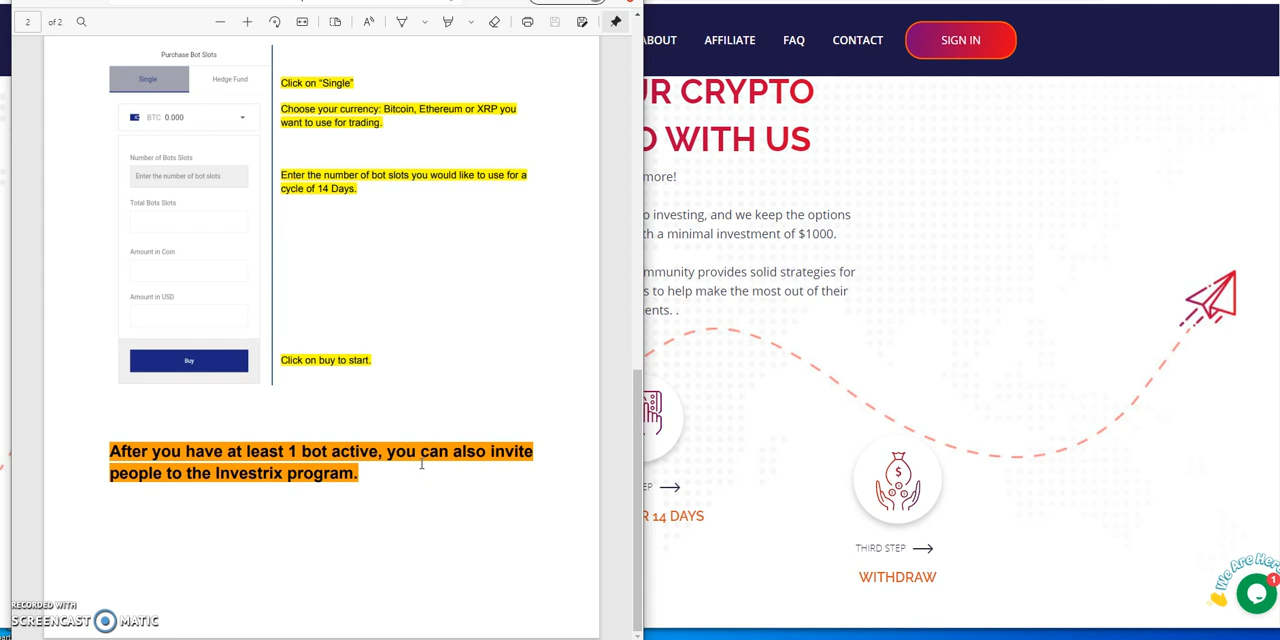 2 of 2
Purchase Bot Slots
Single Hedge Fund
BTC 0.000
Number of Bots Slots
Enter the number of bot slots
Total Bots Slots
Amount in Coin
Amount in USD
Buy
Click on “Single”
Choose your currency: Bitcoin, Ethereum or XRP you
want to use for trading.
Enter the number of bot slots you would like to use for a
cycle of 14 Days.
Click on buy to start.
After you have at least 1 bot active, you can also invite
people to the Investrix program.
RECORDED WITH
SCREENCAST MATIC
ABOUT AFFILIATE FAQ CONTACT SIGN IN
UR CRYPTO
O WITH US
more!
o investing, and we keep the options
th a minimal investment of $1000.
mmunity provides solid strategies for
s to help make the most out of their
ents. .
EP
R 14 DAYS
THIRD STEP
WITHDRAW
We Are Here
1